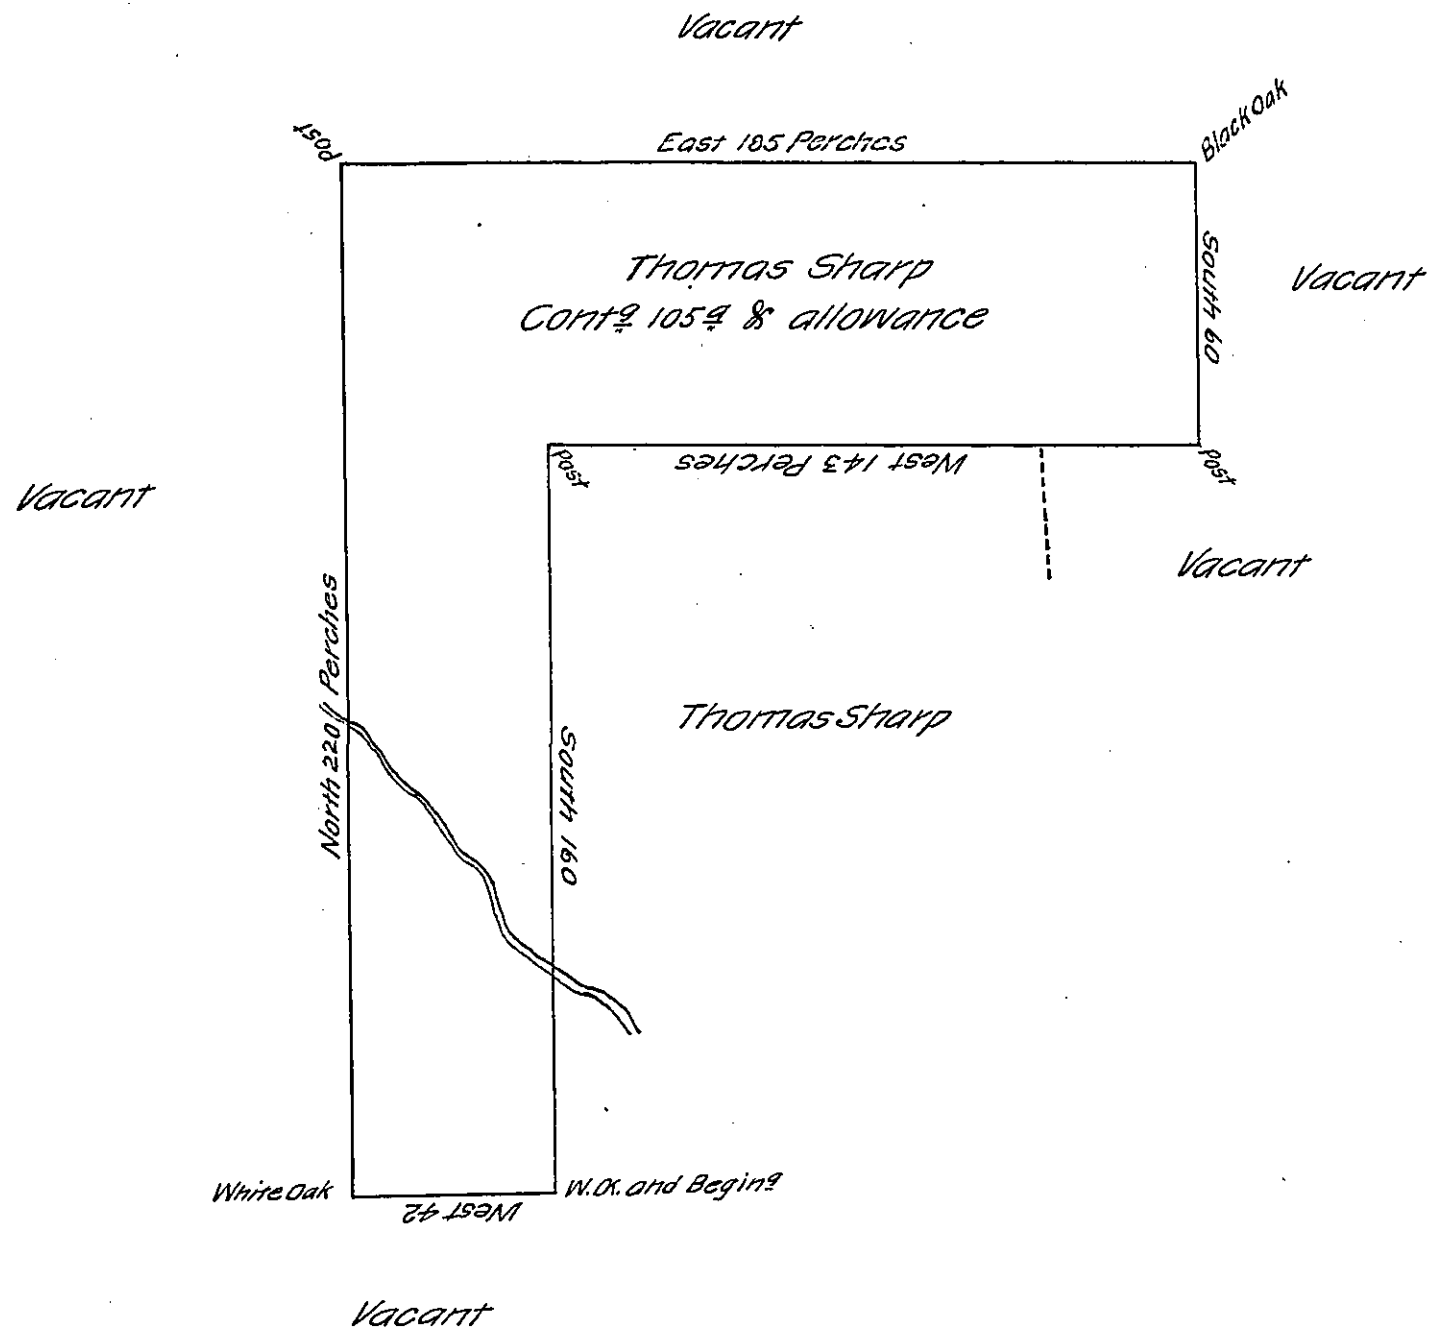 Vacant
Post
East 185 Perches
Black Oak
Thomas Sharp
Contg 105a & allowance
South 60
Vacant
West 143 Perches
Post
Post
Vacant
Vacant
North 220 Perches
Thomas Sharp
South 160
White Oak
W.O. and Beging
West 42
Vacant